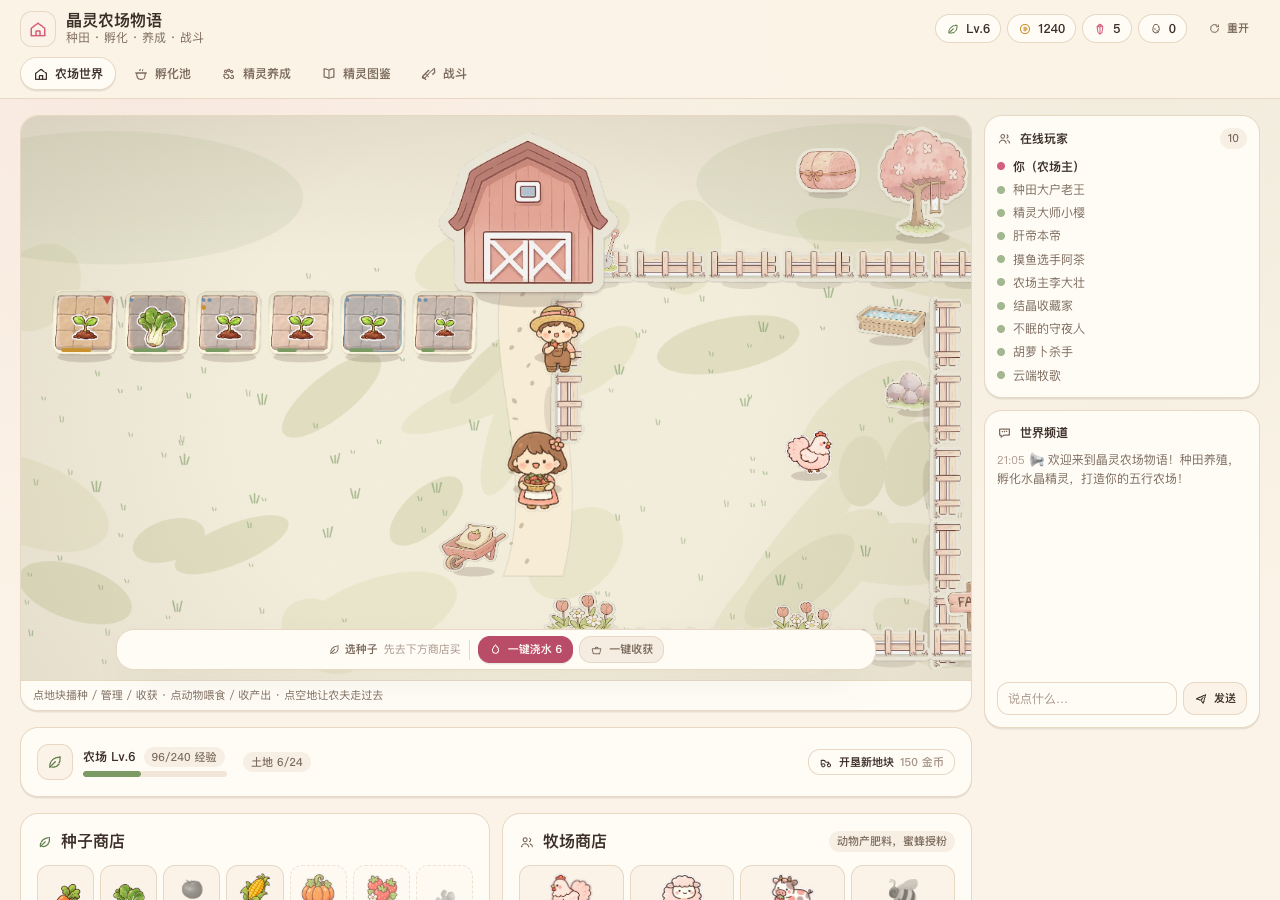 晶灵农场物语
种田 · 孵化 · 养成 · 战斗
Lv.6
1240
5
0
重开
农场世界
孵化池
精灵养成
精灵图鉴
战斗
选种子 先去下方商店买
一键浇水 6
一键收获
点地块播种 / 管理 / 收获 · 点动物喂食 / 收产出 · 点空地让农夫走过去
农场 Lv.6
96/240 经验
土地 6/24
开垦新地块 150 金币
种子商店
牧场商店
动物产肥料，蜜蜂授粉
在线玩家
10
你（农场主）
种田大户老王
精灵大师小樱
肝帝本帝
摸鱼选手阿茶
农场主李大壮
结晶收藏家
不眠的守夜人
胡萝卜杀手
云端牧歌
世界频道
21:05 欢迎来到晶灵农场物语！种田养殖，
孵化水晶精灵，打造你的五行农场！
说点什么...
发送